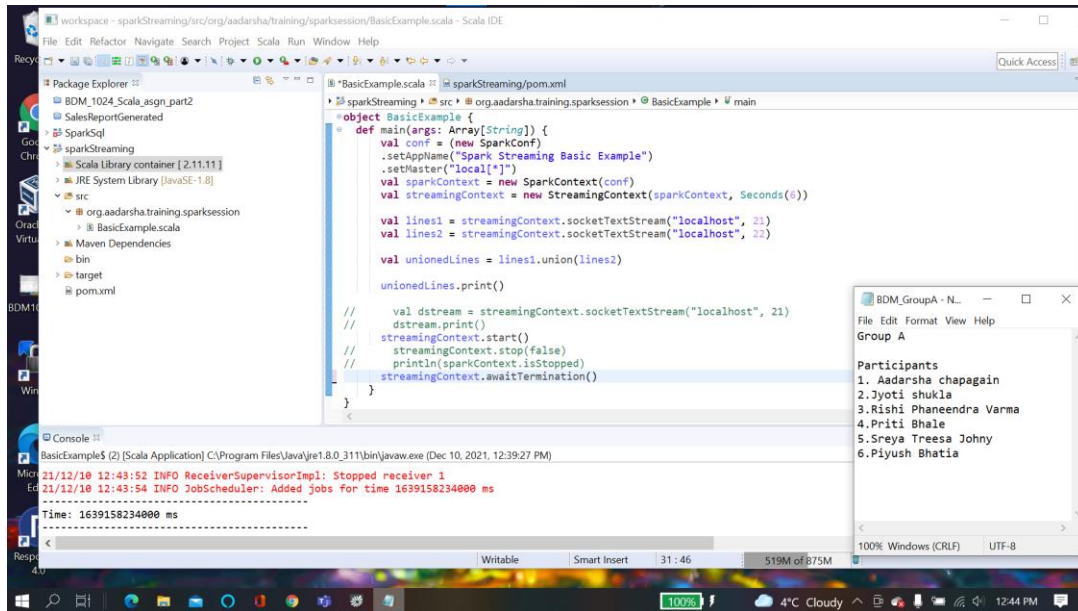 workspace - sparkStreaming/src/org/aadarsha/training/sparksession/BasicExample.scala - Scala IDE
File Edit Refactor Navigate Search Project Scala Run Window Help
Quick Access
Package Explorer
BDM_1024_Scala_asgn_part2
SalesReportGenerated
SparkSql
sparkStreaming
Scala Library container [ 2.11.11 ]
JRE System Library [JavaSE-1.8]
src
org.aadarsha.training.sparksession
BasicExample.scala
Maven Dependencies
bin
target
pom.xml
*BasicExample.scala
sparkStreaming/pom.xml
sparkStreaming src org.aadarsha.training.sparksession BasicExample main
object BasicExample {
def main(args: Array[String]) {
val conf = (new SparkConf)
.setAppName("Spark Streaming Basic Example")
.setMaster("local[*]")
val sparkContext = new SparkContext(conf)
val streamingContext = new StreamingContext(sparkContext, Seconds(6))
val lines1 = streamingContext.socketTextStream("localhost", 21)
val lines2 = streamingContext.socketTextStream("localhost", 22)
val unionedLines = lines1.union(lines2)
unionedLines.print()
// val dstream = streamingContext.socketTextStream("localhost", 21)
// dstream.print()
streamingContext.start()
// streamingContext.stop(false)
// println(sparkContext.isStopped)
streamingContext.awaitTermination()
}
}
BDM_GroupA - N...
File Edit Format View Help
Group A
Participants
1. Aadarsha chapagain
2.Jyoti shukla
3.Rishi Phaneendra Varma
4.Priti Bhale
5.Sreya Treesa Johny
6.Piyush Bhatia
100% Windows (CRLF) UTF-8
Console
BasicExample$ (2) [Scala Application] C:\Program Files\Java\jre1.8.0_311\bin\javaw.exe (Dec 10, 2021, 12:39:27 PM)
21/12/10 12:43:52 INFO ReceiverSupervisorImpl: Stopped receiver 1
21/12/10 12:43:54 INFO JobScheduler: Added jobs for time 1639158234000 ms
-------------------------------------------
Time: 1639158234000 ms
-------------------------------------------
Writable Smart Insert 31 : 46 519M of 875M
Recyc
Goo
Chr
Orac
Virtu
BDM10
Win
Micr
Ed
Resp
4.0
100% 4°C Cloudy 12:44 PM